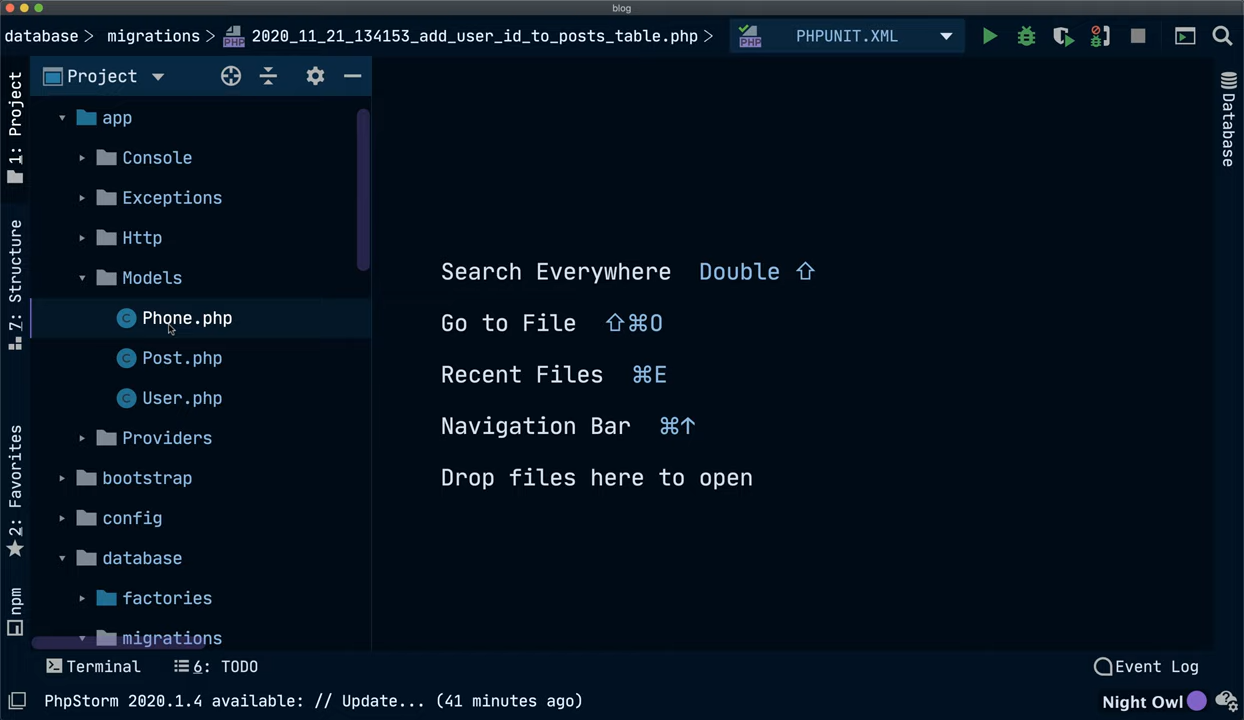 blog
database > migrations > 2020_11_21_134153_add_user_id_to_posts_table.php > PHPUNIT.XML
1: Project
7: Structure
2: Favorites
npm
Project
app
Console
Exceptions
Http
Models
Phone.php
Post.php
User.php
Providers
bootstrap
config
database
factories
migrations
Search Everywhere Double ⇧
Go to File ⇧⌘O
Recent Files ⌘E
Navigation Bar ⌘↑
Drop files here to open
Database
Terminal 6: TODO Event Log
PhpStorm 2020.1.4 available: // Update... (41 minutes ago) Night Owl